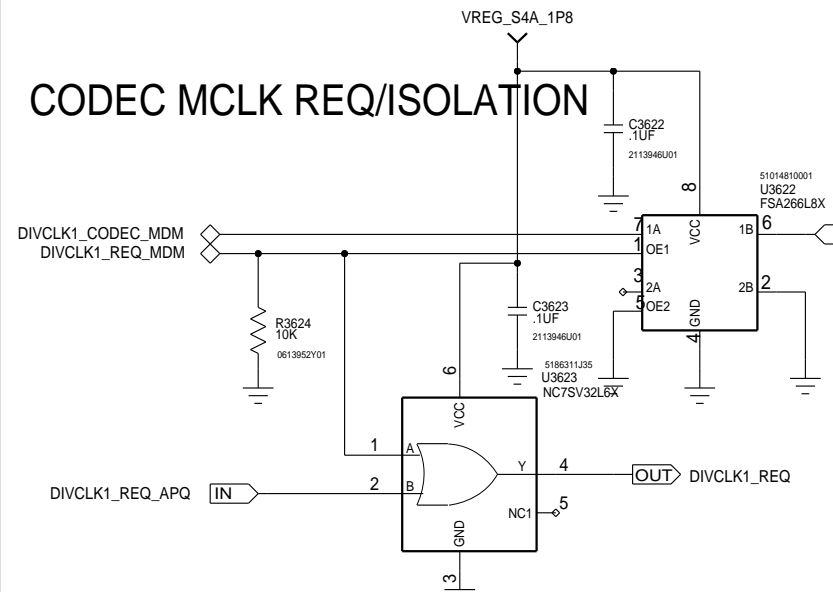 VREG_S4A_1P8
CODEC MCLK REQ/ISOLATION
C3622
.1UF
2113946U01
8
51014810001
U3622
FSA266L8X
DIVCLK1_CODEC_MDM
7
1A
VCC
1B
6
DIVCLK1_REQ_MDM
1
OE1
3
2A
2B
2
5
OE2
GND
4
R3624
10K
0613952Y01
C3623
.1UF
2113946U01
6
5186311J35
U3623
NC7SV32L6X
VCC
1
A
Y
4
OUT
DIVCLK1_REQ
DIVCLK1_REQ_APQ
IN
2
B
NC1
5
GND
3